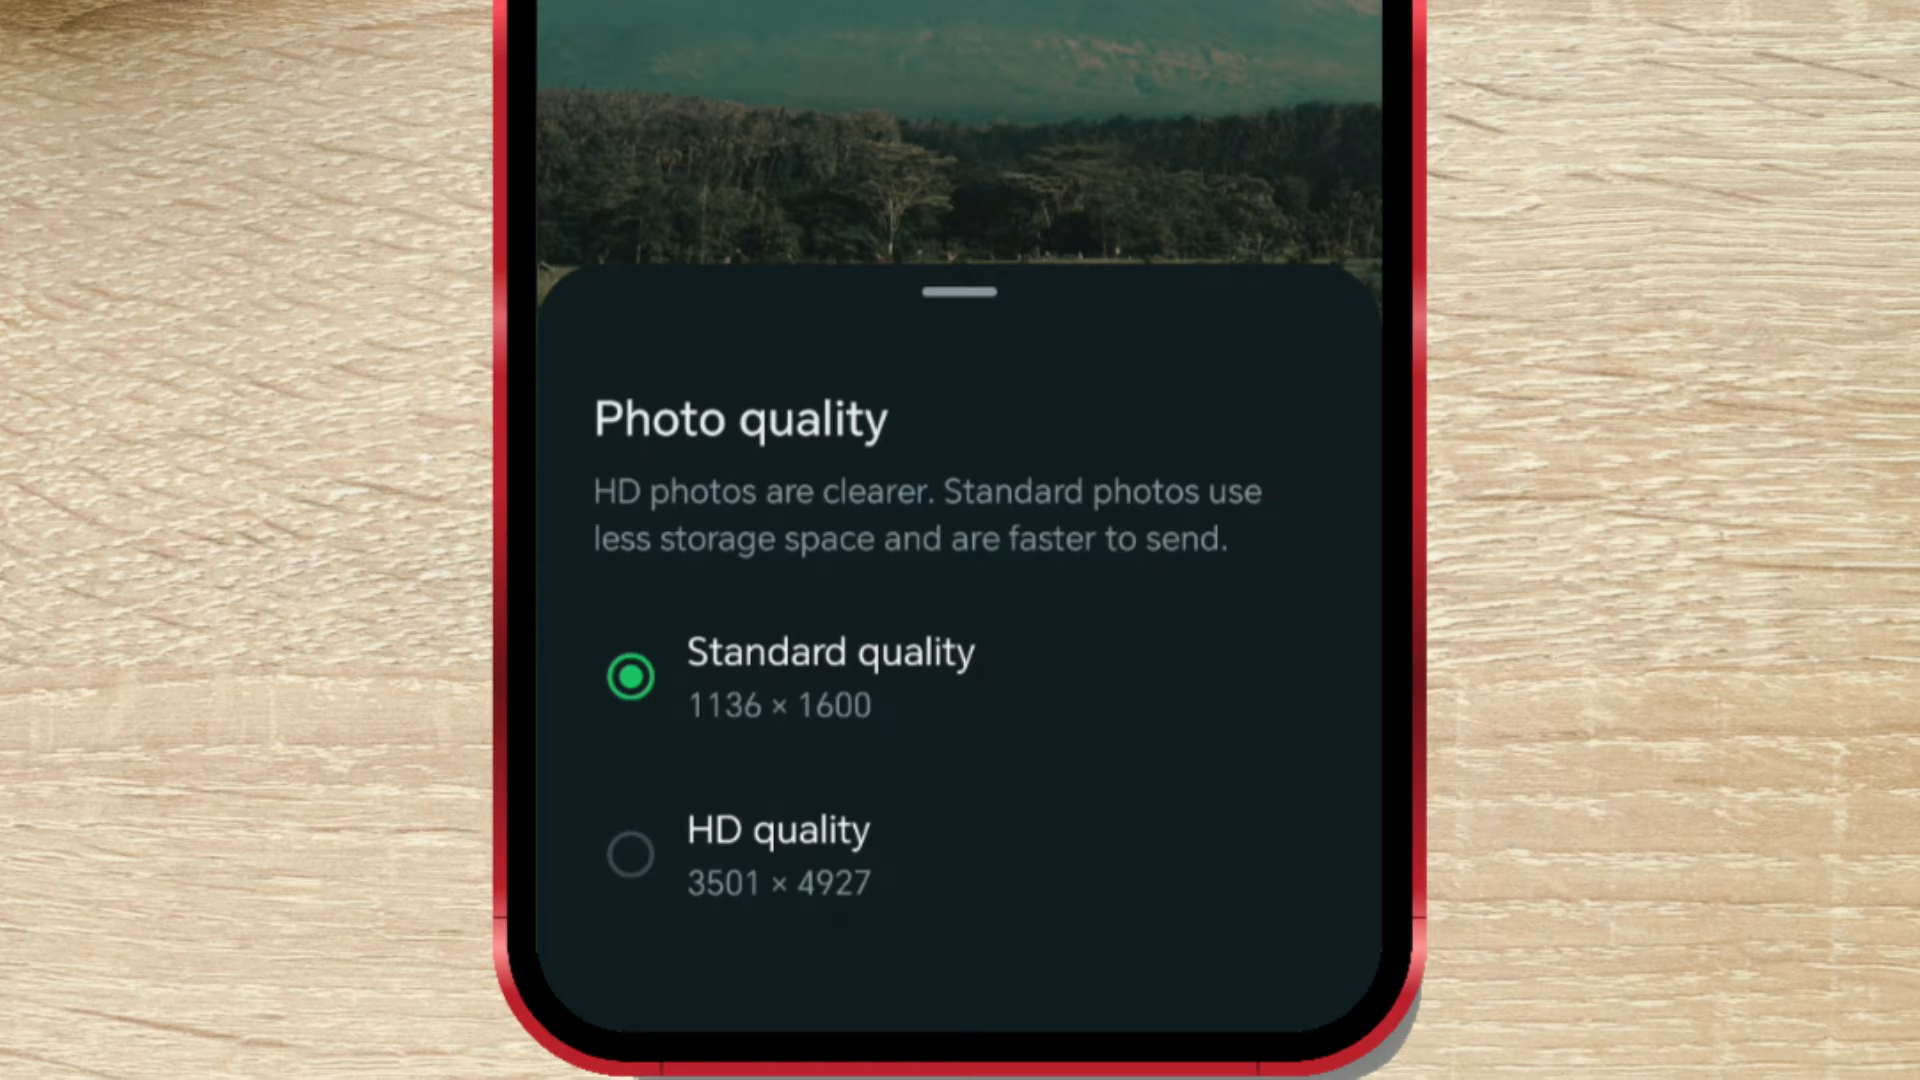 Photo quality
HD photos are clearer. Standard photos use
less storage space and are faster to send.
Standard quality
1136 × 1600
HD quality
3501 × 4927